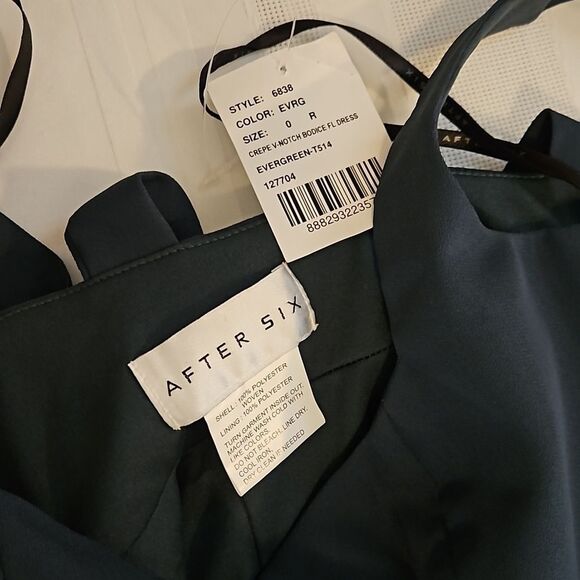 STYLE: 6838
COLOR: EVRG
SIZE: 0 R
CREPE V-NOTCH BODICE FL DRESS
EVERGREEN-T514
127704
8882932235
AFTER
AFTER SIX
SHELL: 100% POLYESTER
WOVEN
LINING: 100% POLYESTER
TURN GARMENT INSIDE OUT.
MACHINE WASH COLD WITH
LIKE COLORS.
DO NOT BLEACH. LINE DRY.
COOL IRON.
DRY CLEAN IF NEEDED